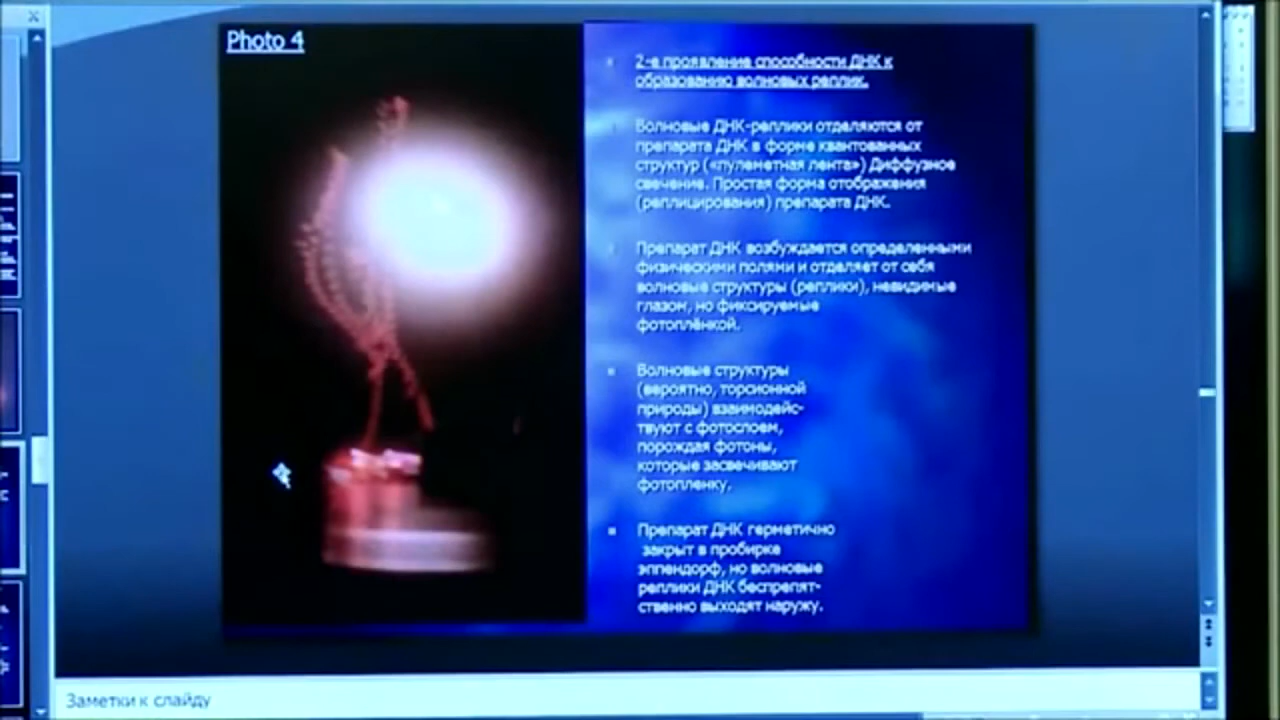 Photo 4
2-е проявление способности ДНК к
образованию волновых реплик.
Волновые ДНК-реплики отделяются от
препарата ДНК в форме квантованных
структур («пулеметная лента») Диффузное
свечение. Простая форма отображения
(реплицирования) препарата ДНК.
Препарат ДНК возбуждается определенными
физическими полями и отделяет от себя
волновые структуры (реплики), невидимые
глазом, но фиксируемые
фотоплёнкой.
Волновые структуры
(вероятно, торсионной
природы) взаимодейс-
твуют с фотослоем,
порождая фотоны,
которые засвечивают
фотопленку.
Препарат ДНК герметично
закрыт в пробирке
эппендорф, но волновые
реплики ДНК беспрепят-
ственно выходят наружу.
Заметки к слайду